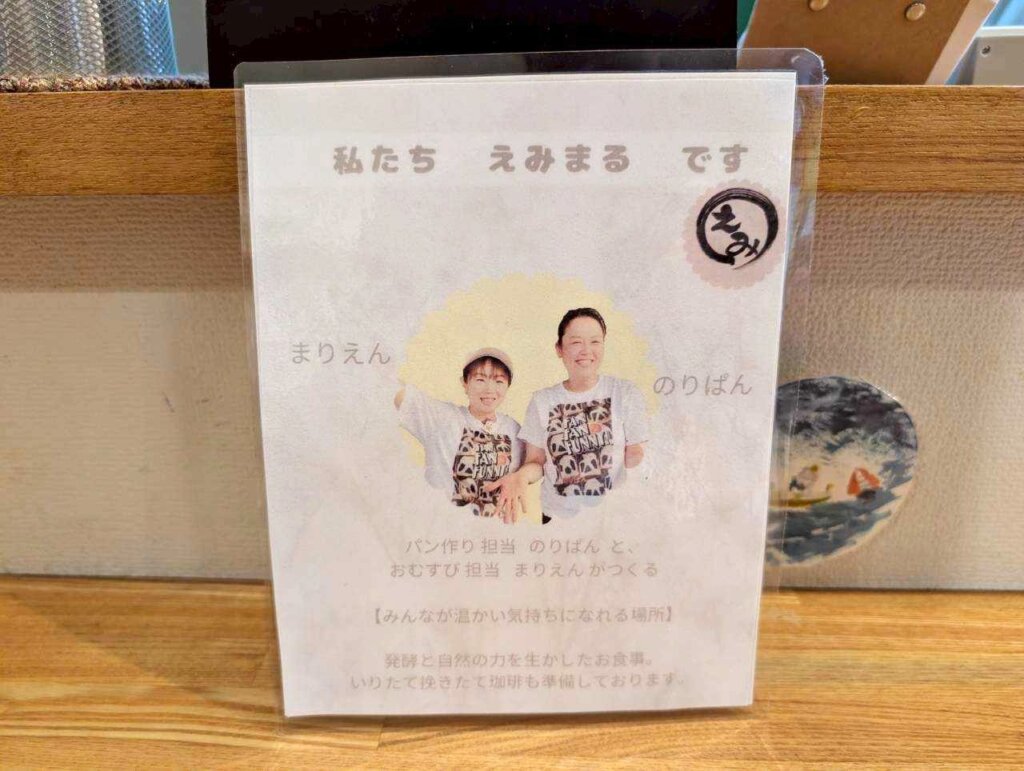 私たち えみまる です
えみ
まりえん
のりぱん
パン作り 担当 のりぱん と、
おむすび 担当 まりえん がつくる
【みんなが温かい気持ちになれる場所】
発酵と自然の力を生かしたお食事。
いりたて挽きたて珈琲も準備しております。